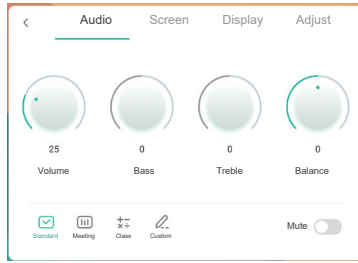 Audio Screen Display Adjust
25 0 0 0
Volume Bass Treble Balance
Standard Meeting Class Custom Mute